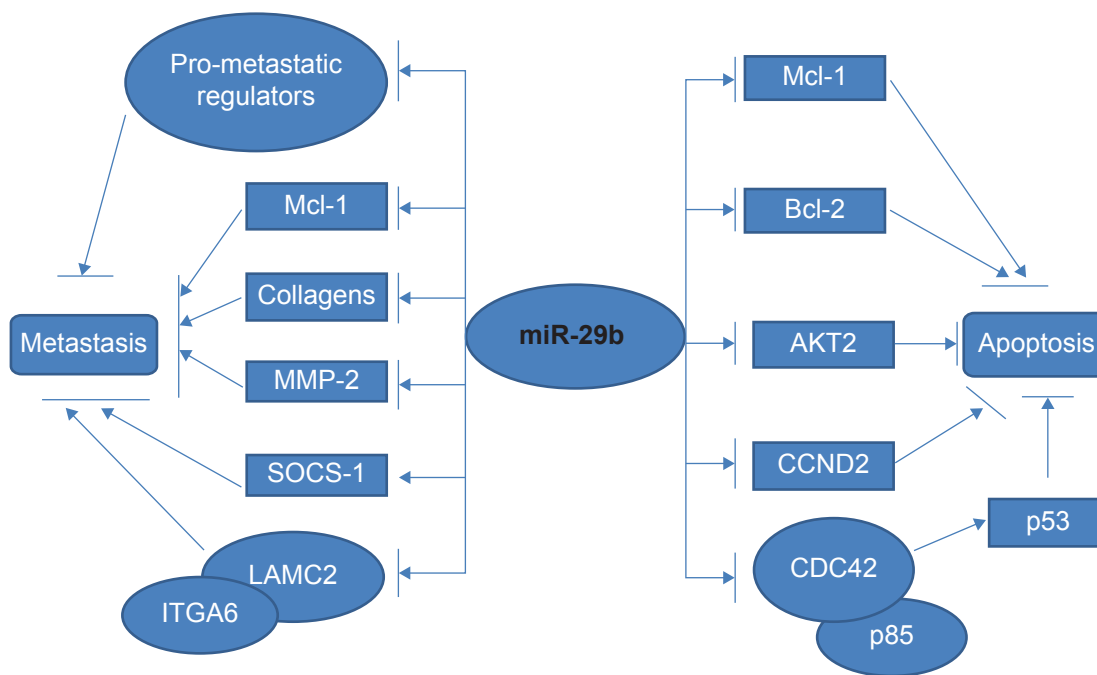 Pro-metastatic
regulators
Mcl-1
Collagens
Metastasis
MMP-2
SOCS-1
LAMC2
ITGA6
miR-29b
Mcl-1
Bcl-2
AKT2
Apoptosis
CCND2
p53
CDC42
p85